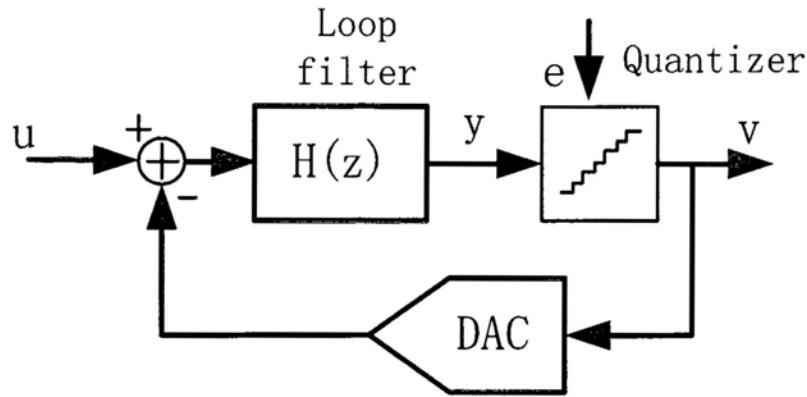 Loop
filter
e
Quantizer
u
+
-
H(z)
y
v
DAC